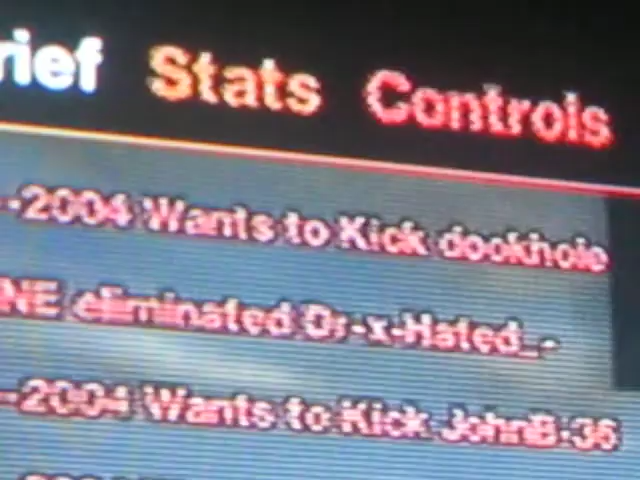 rief Stats Controls
--2004 Wants to Kick dookhole
NE eliminated Dr-x-Hated_-
--2004 Wants to Kick JohnB-36